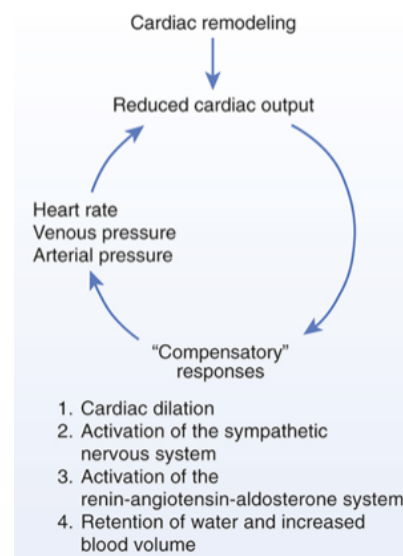 Cardiac remodeling
Reduced cardiac output
Heart rate
Venous pressure
Arterial pressure
“Compensatory”
responses
1. Cardiac dilation
2. Activation of the sympathetic
nervous system
3. Activation of the
renin-angiotensin-aldosterone system
4. Retention of water and increased
blood volume